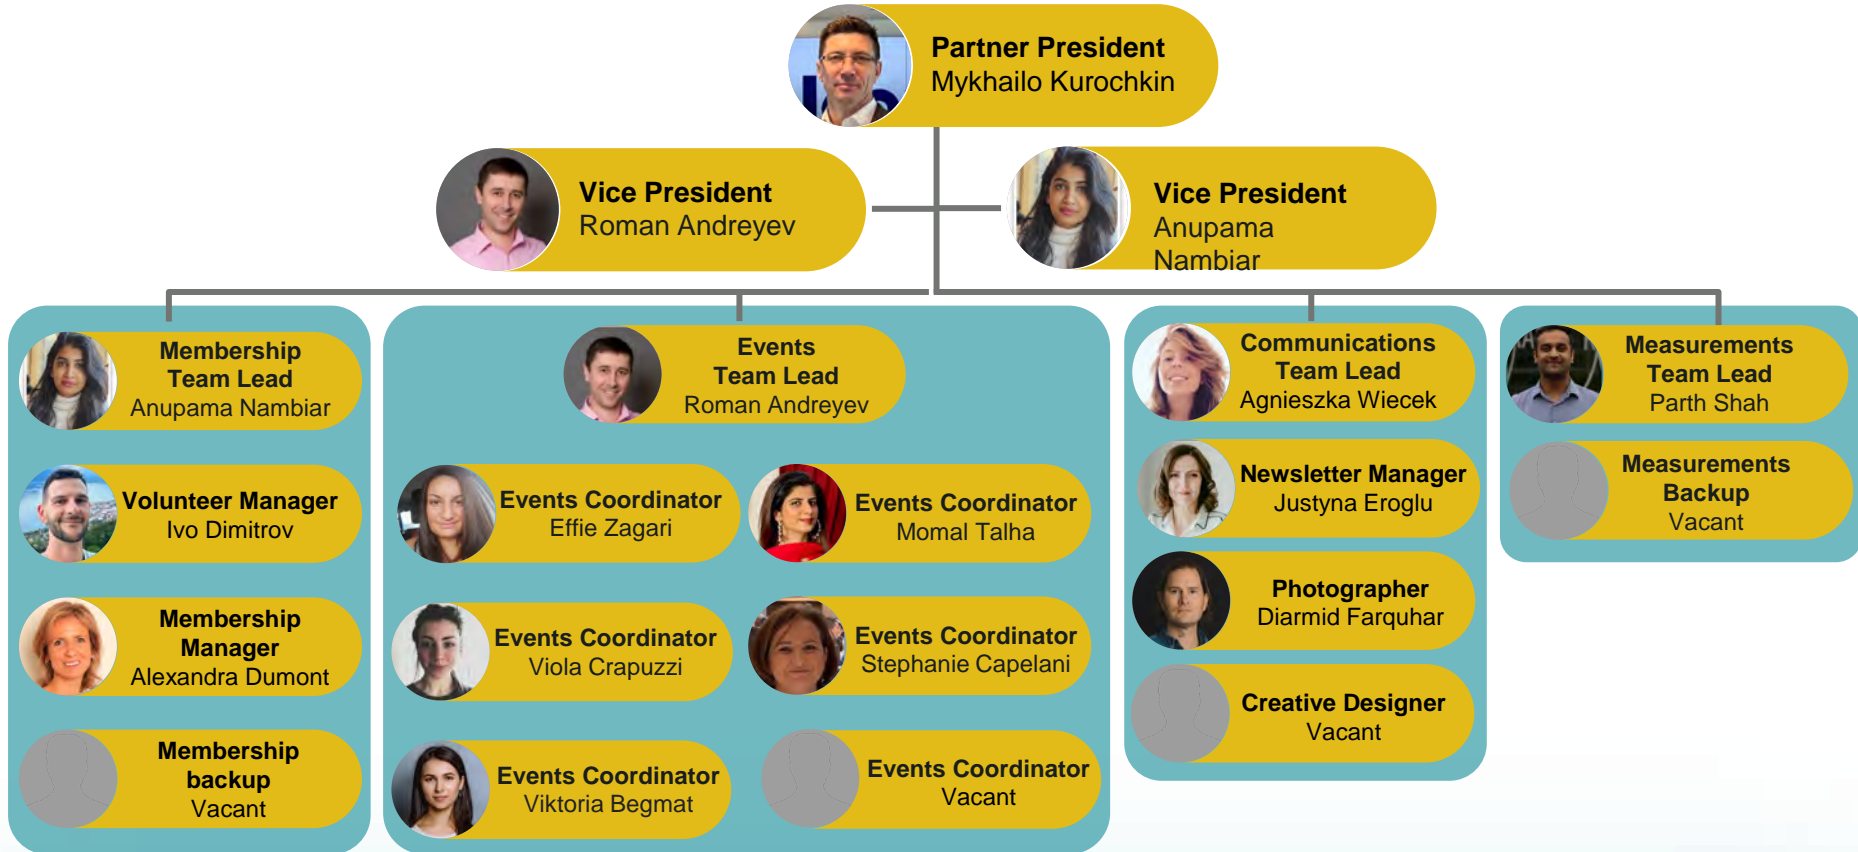 Partner President
Mykhailo Kurochkin
Vice President
Roman Andreyev
Vice President
Anupama
Nambiar
Membership
Team Lead
Anupama Nambiar
Volunteer Manager
Ivo Dimitrov
Membership
Manager
Alexandra Dumont
Membership
backup
Vacant
Events
Team Lead
Roman Andreyev
Events Coordinator
Effie Zagari
Events Coordinator
Momal Talha
Events Coordinator
Viola Crapuzzi
Events Coordinator
Stephanie Capelani
Events Coordinator
Viktoria Begmat
Events Coordinator
Vacant
Communications
Team Lead
Agnieszka Wiecek
Newsletter Manager
Justyna Eroglu
Photographer
Diarmid Farquhar
Creative Designer
Vacant
Measurements
Team Lead
Parth Shah
Measurements
Backup
Vacant